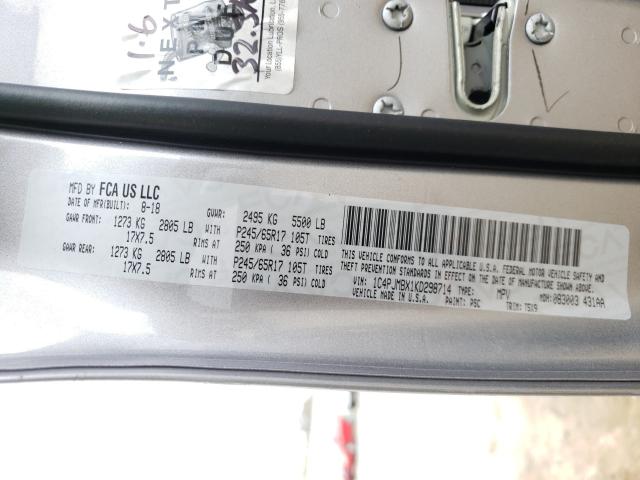 1.6
NEXT
32.5
MFD BY FCA US LLC
DATE OF MFR(BUILT): 8-18 GVWR: 2495 KG 5500 LB
GAWR FRONT: 1273 KG 2805 LB WITH P245/65R17 105T TIRES
17X7.5 RIMS AT 250 KPA ( 36 PSI) COLD
GAWR REAR: 1273 KG 2805 LB WITH P245/65R17 105T TIRES
17X7.5 RIMS AT 250 KPA ( 36 PSI) COLD
THIS VEHICLE CONFORMS TO ALL APPLICABLE U.S.A. FEDERAL MOTOR VEHICLE SAFETY AND
THEFT PREVENTION STANDARDS IN EFFECT ON THE DATE OF MANUFACTURE SHOWN ABOVE.
VIN: 1C4PJMBX1KD298714 TYPE: MPV MDH: 083003 431AA
MADE IN U.S.A. PAINT: PSC TRIM: T5X9